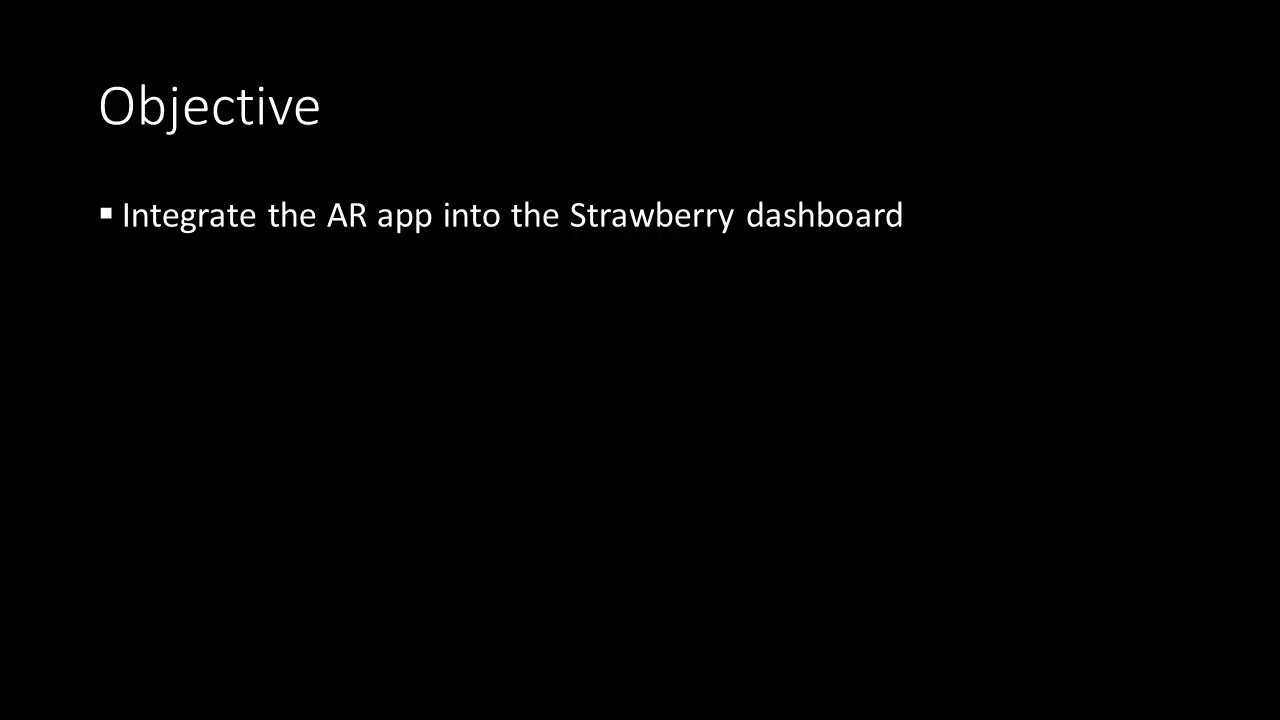 Objective
▪ Integrate the AR app into the Strawberry dashboard